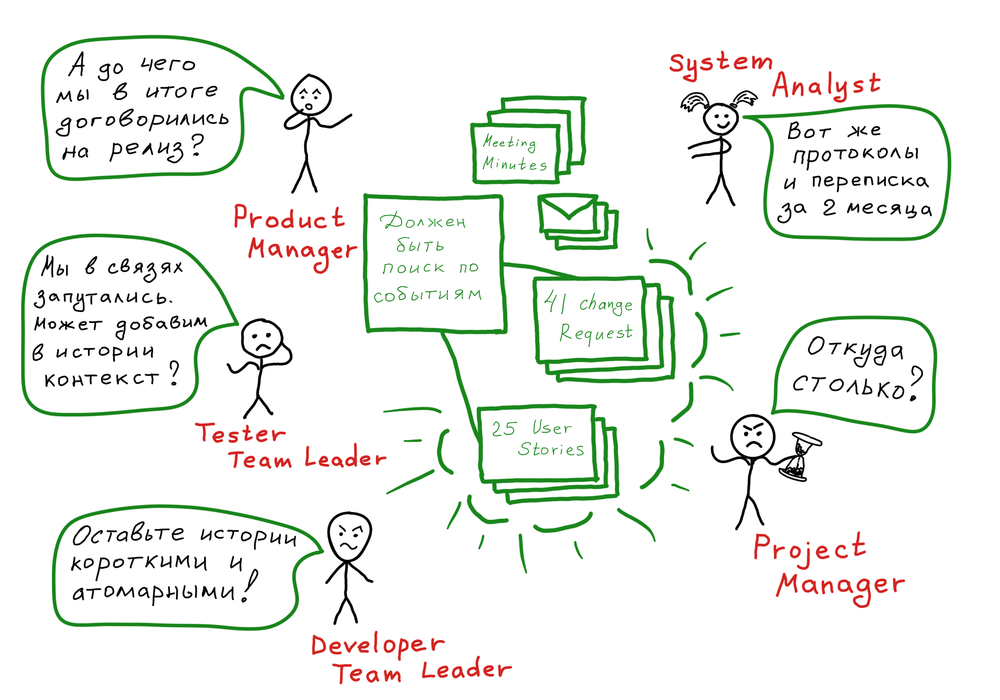 А до чего
мы в итоге
договорились
на релиз?
Product
Manager
System
Analyst
Вот же
протоколы
и переписка
за 2 месяца
Meeting
Minutes
Должен
быть
поиск по
событиям
41 change
Request
25 User
Stories
Мы в связях
запутались.
Может добавим
в истории
контекст?
Tester
Team Leader
Откуда
столько?
Project
Manager
Оставьте истории
короткими и
атомарными!
Developer
Team Leader